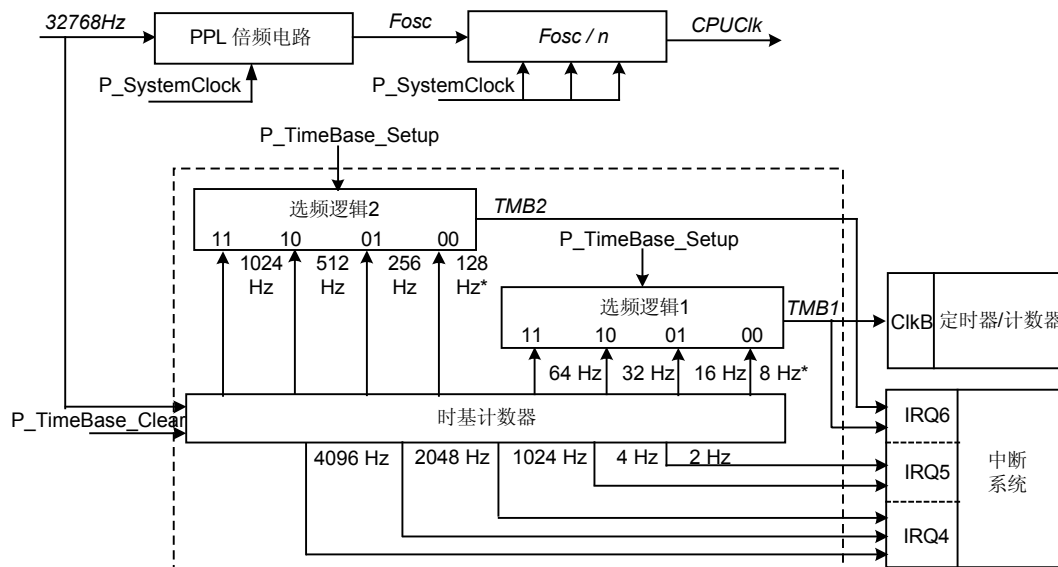 32768Hz
PPL 倍频电路
Fosc
Fosc / n
CPUClk
P_SystemClock
P_SystemClock
P_TimeBase_Setup
选频逻辑2
11 10 01 00
TMB2
1024 Hz
512 Hz
256 Hz
128 Hz*
P_TimeBase_Setup
选频逻辑1
11 10 01 00
TMB1
64 Hz
32 Hz
16 Hz
8 Hz*
ClkB
定时器/计数器
P_TimeBase_Clear
时基计数器
4096 Hz
2048 Hz
1024 Hz
4 Hz
2 Hz
IRQ6
IRQ5
IRQ4
中断
系统